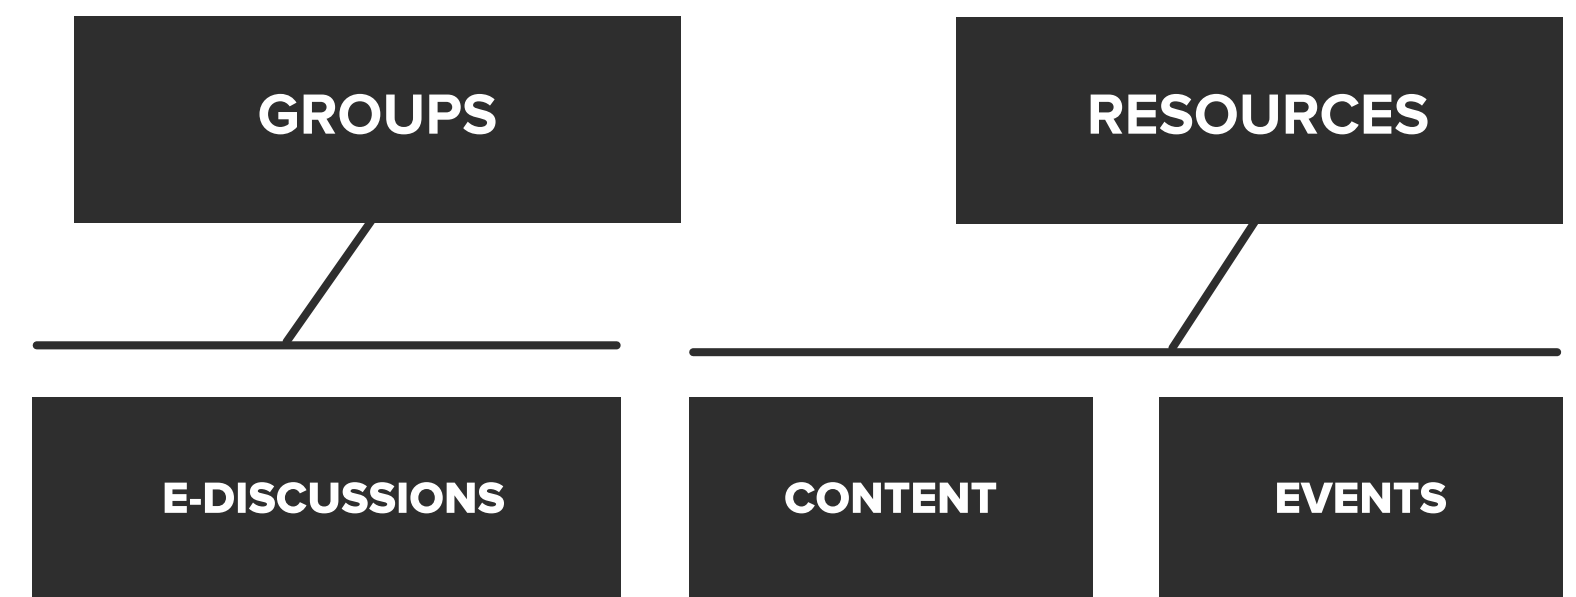 GROUPS
RESOURCES
E-DISCUSSIONS
CONTENT
EVENTS